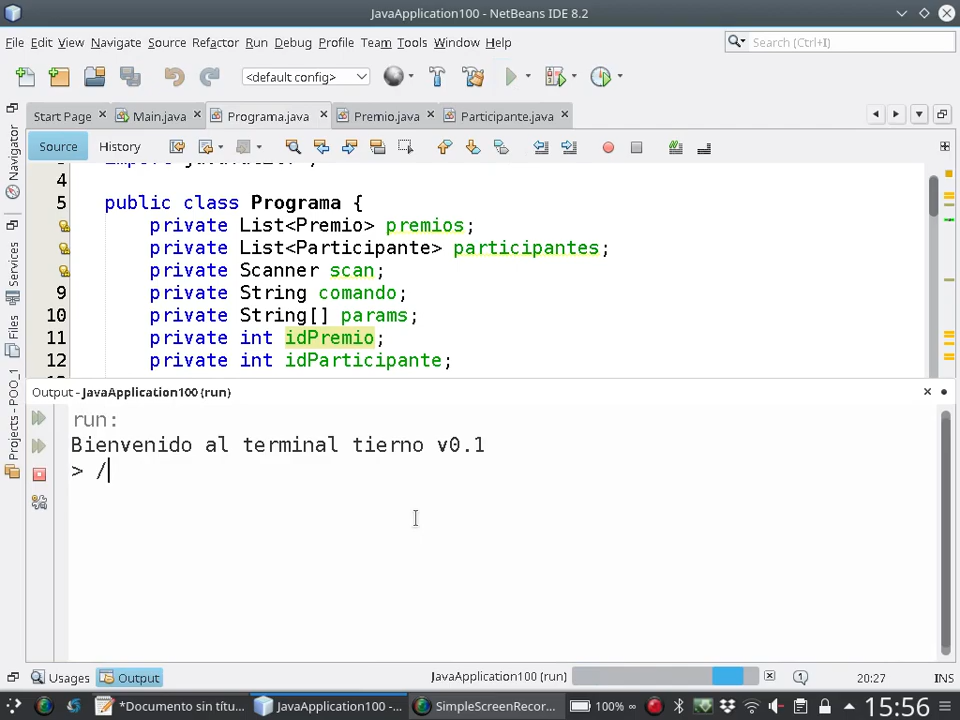 JavaApplication100 - NetBeans IDE 8.2
File Edit View Navigate Source Refactor Run Debug Profile Team Tools Window Help
Search (Ctrl+I)
<default config>
Start Page Main.java Programa.java Premio.java Participante.java
Source History
4
5 public class Programa {
private List<Premio> premios;
private List<Participante> participantes;
private Scanner scan;
9 private String comando;
10 private String[] params;
11 private int idPremio;
12 private int idParticipante;
Navigator
Services
Files
Projects - POO_1
Output - JavaApplication100 (run)
run:
Bienvenido al terminal tierno v0.1
> /
Usages Output JavaApplication100 (run) 1 20:27 INS
*Documento sin títu... JavaApplication100 -... SimpleScreenRecor... 100% ∞ 15:56